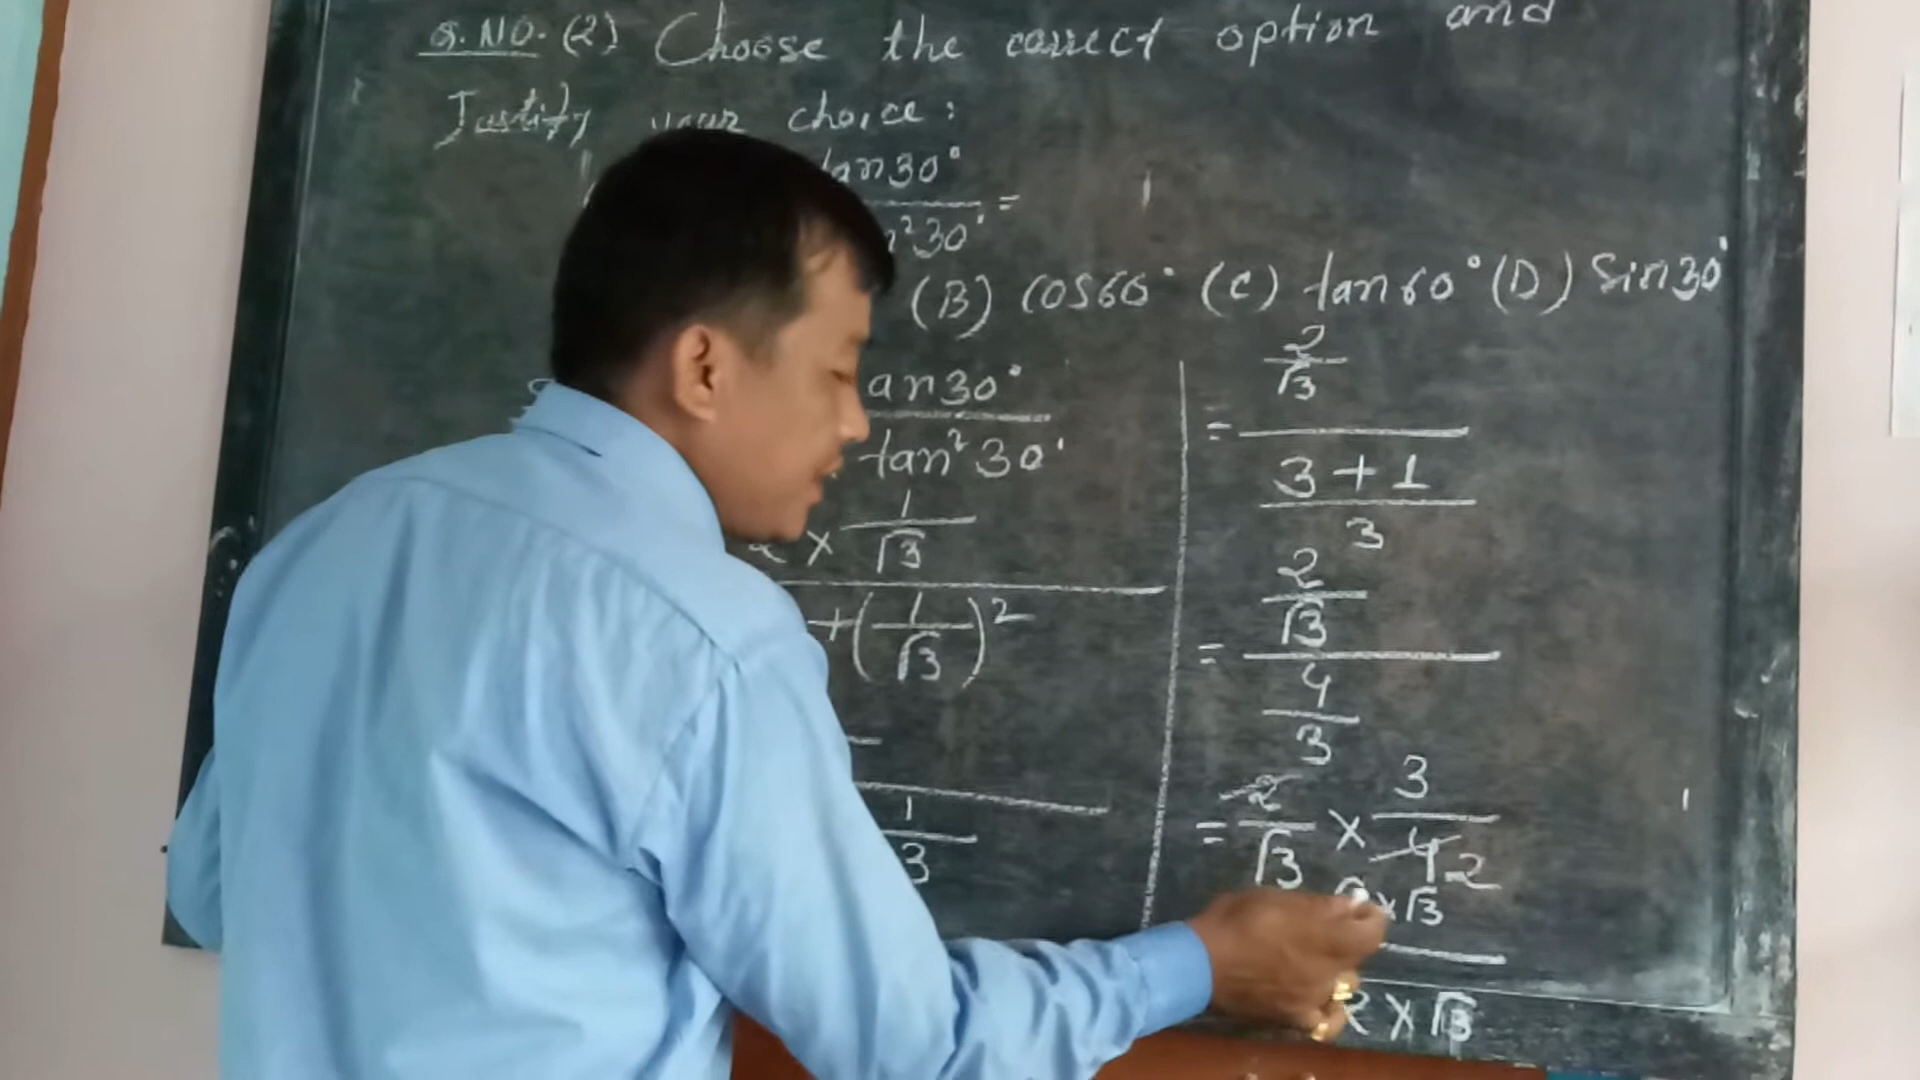 Q.NO.(2) Choose the correct option and
Justify your choice:
tan30°
n²30° =
(B) cos60° (C) tan60° (D) Sin30°
an30°
tan²30°
2 × 1/√3
+(1/√3)²
1/3
2/√3
=
3+1
3
2/√3
=
4/3
= 2/√3 × 3/4 2
×√3
2×√3